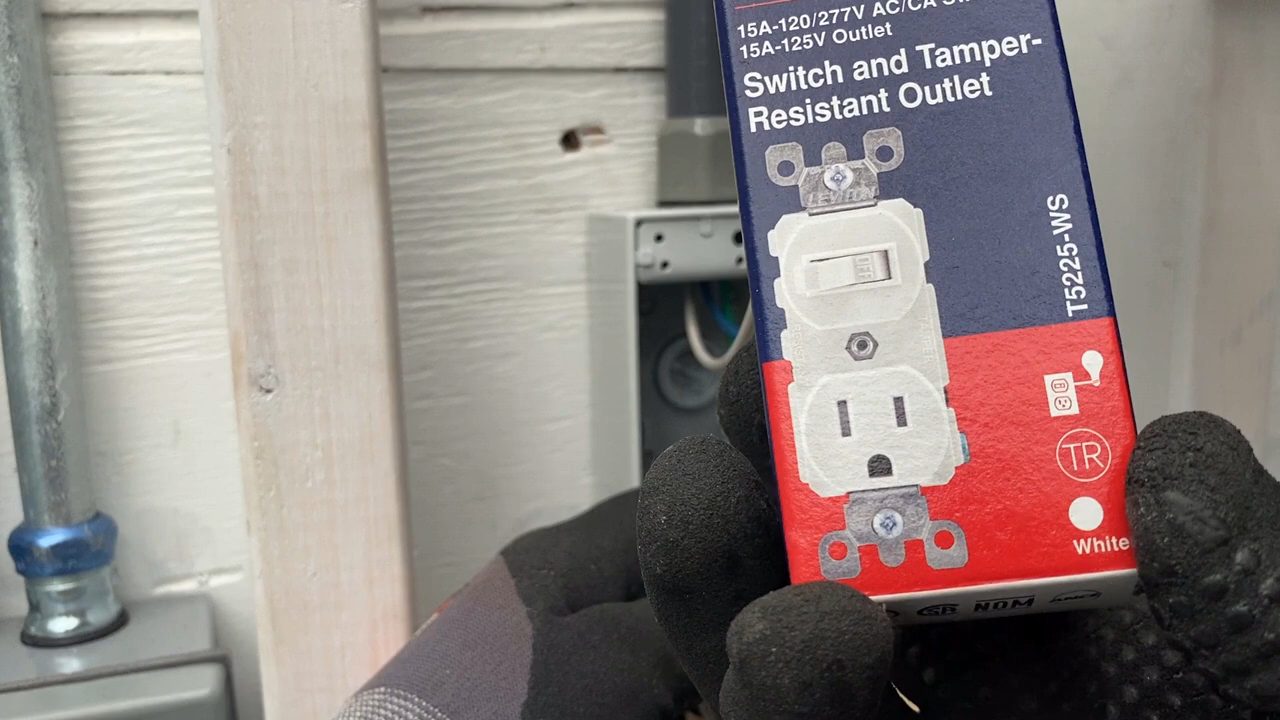 15A-120/277V AC/CA
15A-125V Outlet
Switch and Tamper-
Resistant Outlet
LEVITON
OFF
T5225-WS
TR
White
NOM
ANCE